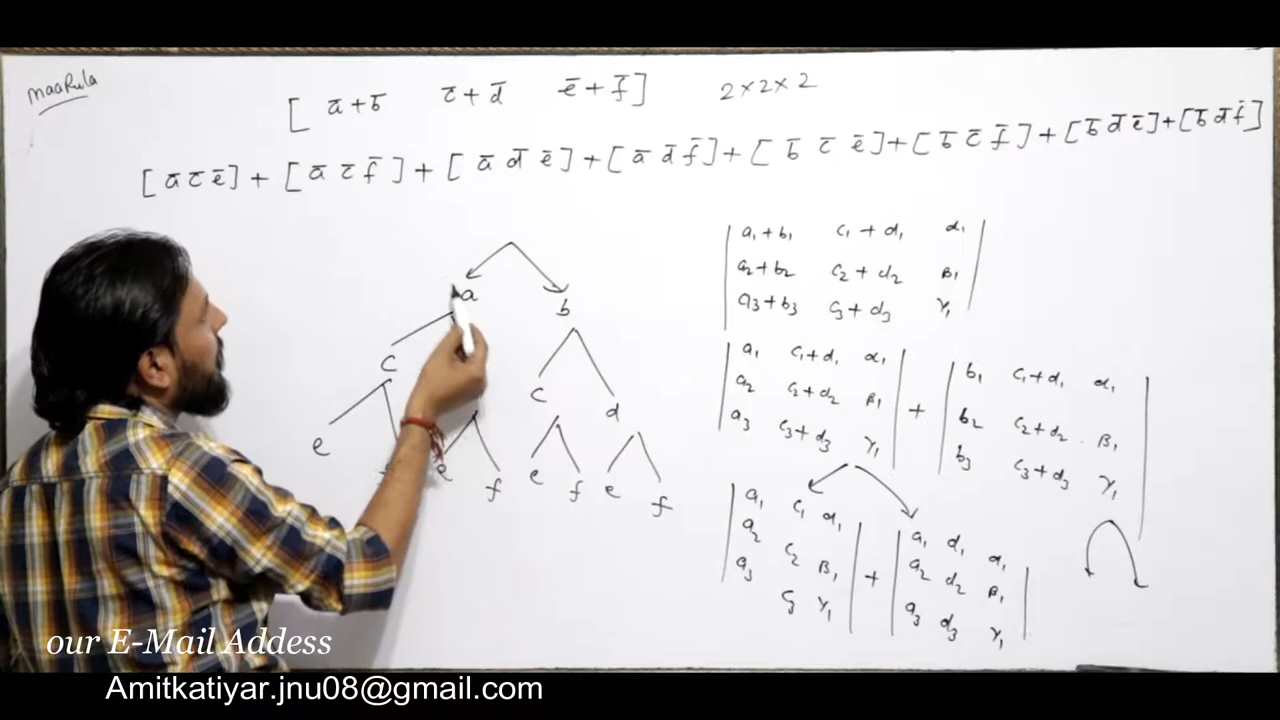 maaRula
[ a̅ + b̅   c̅ + d̅   e̅ + f̅ ]   2×2×2
[ a̅ c̅ e̅ ] + [ a̅ c̅ f̅ ] + [ a̅ d̅ e̅ ] + [ a̅ d̅ f̅ ] + [ b̅ c̅ e̅ ] + [ b̅ c̅ f̅ ] + [ b̅ d̅ e̅ ] + [ b̅ d̅ f̅ ]
a b
c c d
e e f e f e f
| a₁+b₁ c₁+d₁ α₁ |
| a₂+b₂ c₂+d₂ β₁ |
| a₃+b₃ c₃+d₃ γ₁ |
| a₁ c₁+d₁ α₁ | + | b₁ c₁+d₁ α₁ |
| a₂ c₂+d₂ β₁ | | b₂ c₂+d₂ β₁ |
| a₃ c₃+d₃ γ₁ | | b₃ c₃+d₃ γ₁ |
| a₁ c₁ α₁ | + | a₁ d₁ α₁ |
| a₂ c₂ β₁ | | a₂ d₂ β₁ |
| a₃ c₃ γ₁ | | a₃ d₃ γ₁ |
our E-Mail Addess
Amitkatiyar.jnu08@gmail.com